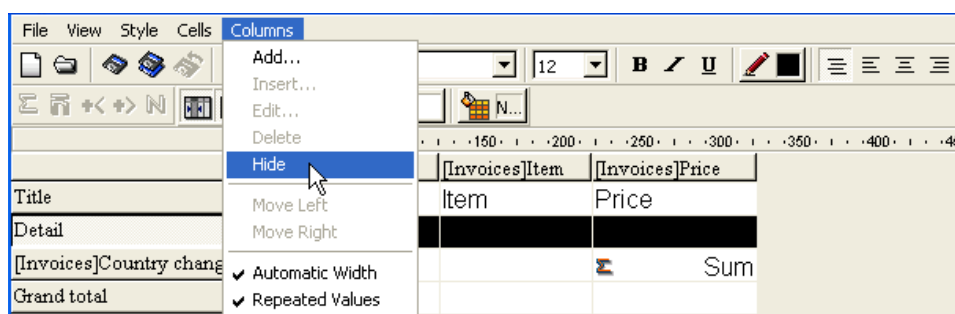 File View Style Cells Columns
12 B I U
N...
Add...
Insert...
Edit...
Delete
Hide
Move Left
Move Right
Automatic Width
Repeated Values
150 200 250 300 350 400
[Invoices]Item [Invoices]Price
Title Item Price
Detail
[Invoices]Country chang
Sum
Grand total